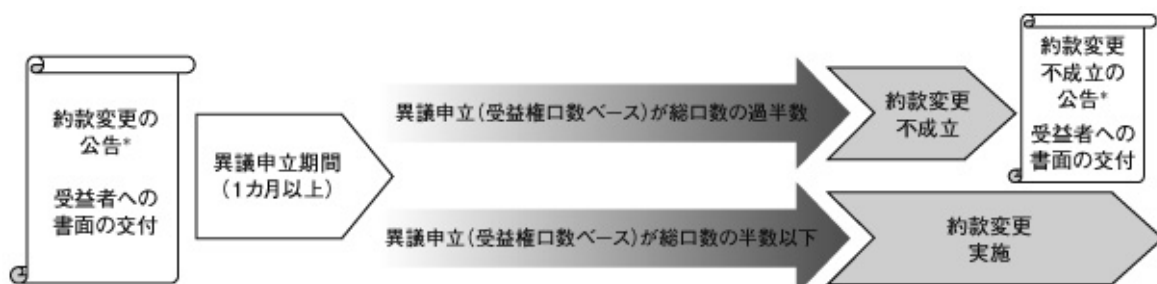 約款変更の
公告*
受益者への
書面の交付
異議申立期間
(1カ月以上)
異議申立(受益権口数ベース)が総口数の過半数
約款変更
不成立
約款変更
不成立の
公告*
受益者への
書面の交付
異議申立(受益権口数ベース)が総口数の半数以下
約款変更
実施